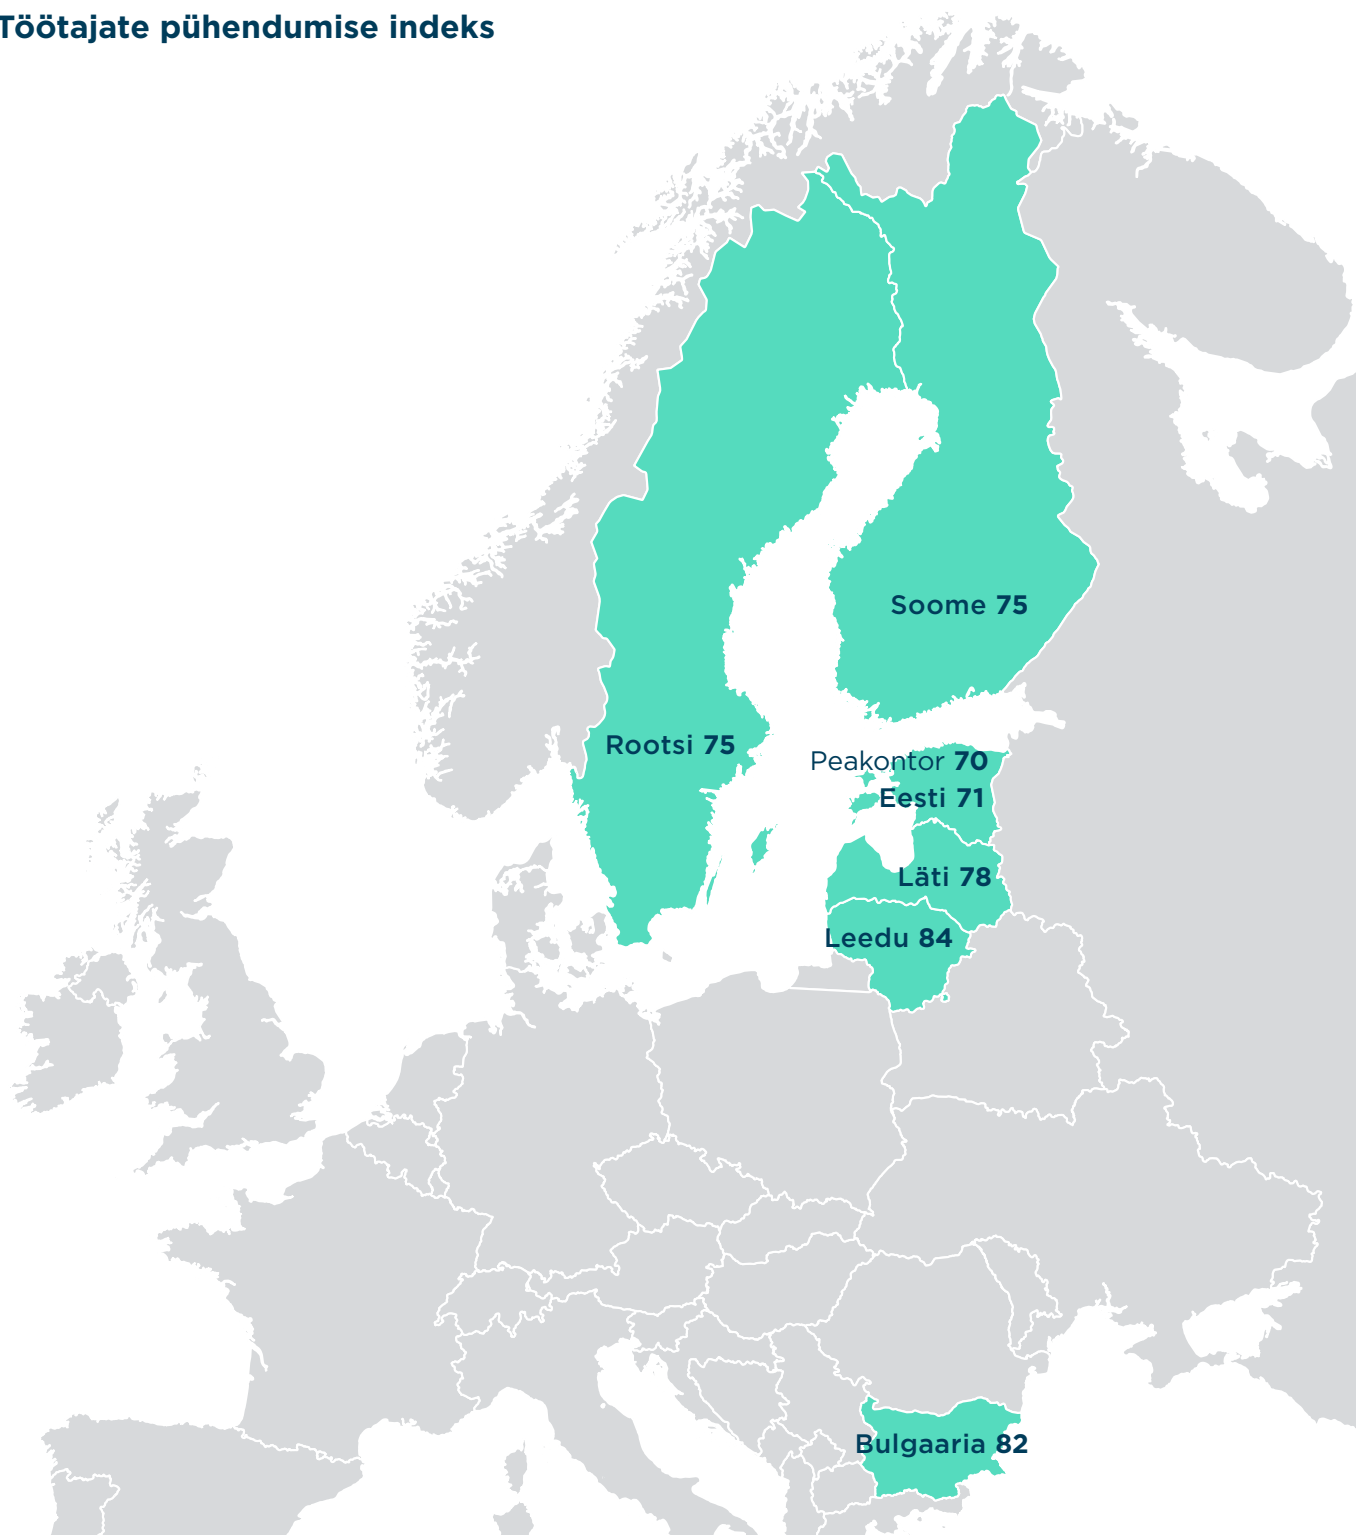 Töötajate pühendumise indeks
Soome 75
Rootsi 75
Peakontor 70
Eesti 71
Läti 78
Leedu 84
Bulgaaria 82